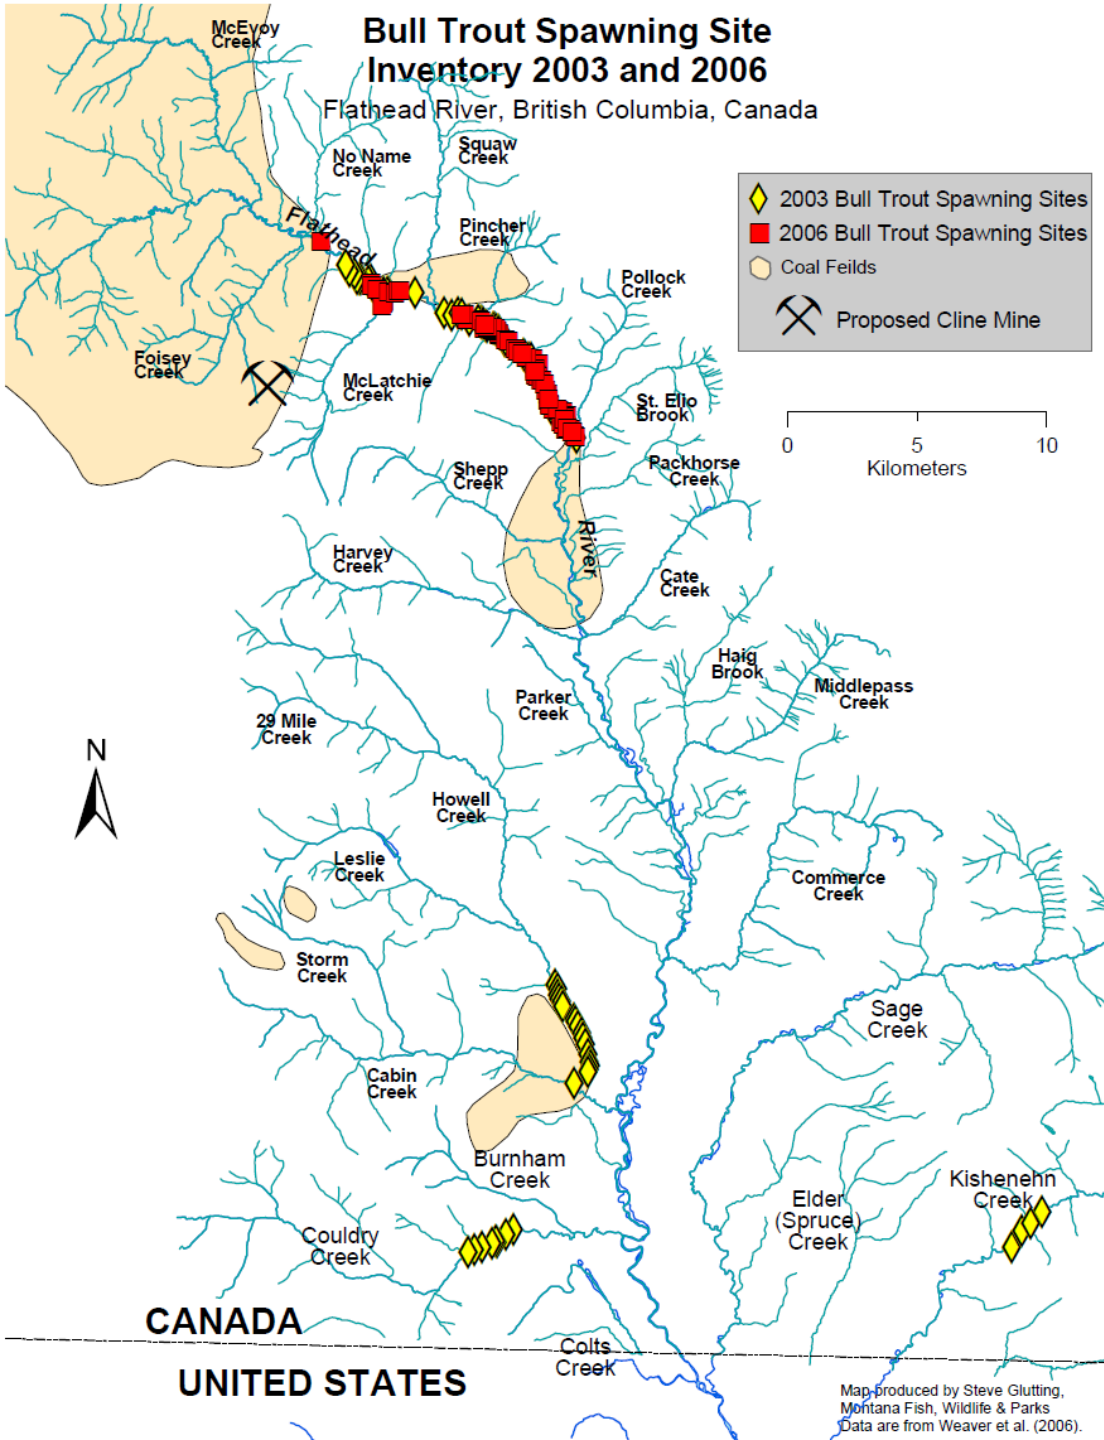 Bull Trout Spawning Site
Inventory 2003 and 2006
Flathead River, British Columbia, Canada
McEvoy
Creek
No Name
Creek
Squaw
Creek
Pincher
Creek
Flathead
2003 Bull Trout Spawning Sites
2006 Bull Trout Spawning Sites
Coal Feilds
Proposed Cline Mine
Pollock
Creek
Foisey
Creek
McLatchie
Creek
St. Elio
Brook
0 5 10
Kilometers
Shepp
Creek
Packhorse
Creek
River
Harvey
Creek
Cate
Creek
Haig
Brook
Middlepass
Creek
Parker
Creek
29 Mile
Creek
N
Howell
Creek
Leslie
Creek
Commerce
Creek
Storm
Creek
Sage
Creek
Cabin
Creek
Burnham
Creek
Kishenehn
Creek
Elder
(Spruce)
Creek
Couldry
Creek
CANADA
Colts
Creek
UNITED STATES
Map produced by Steve Glutting,
Montana Fish, Wildlife & Parks
Data are from Weaver et al. (2006).